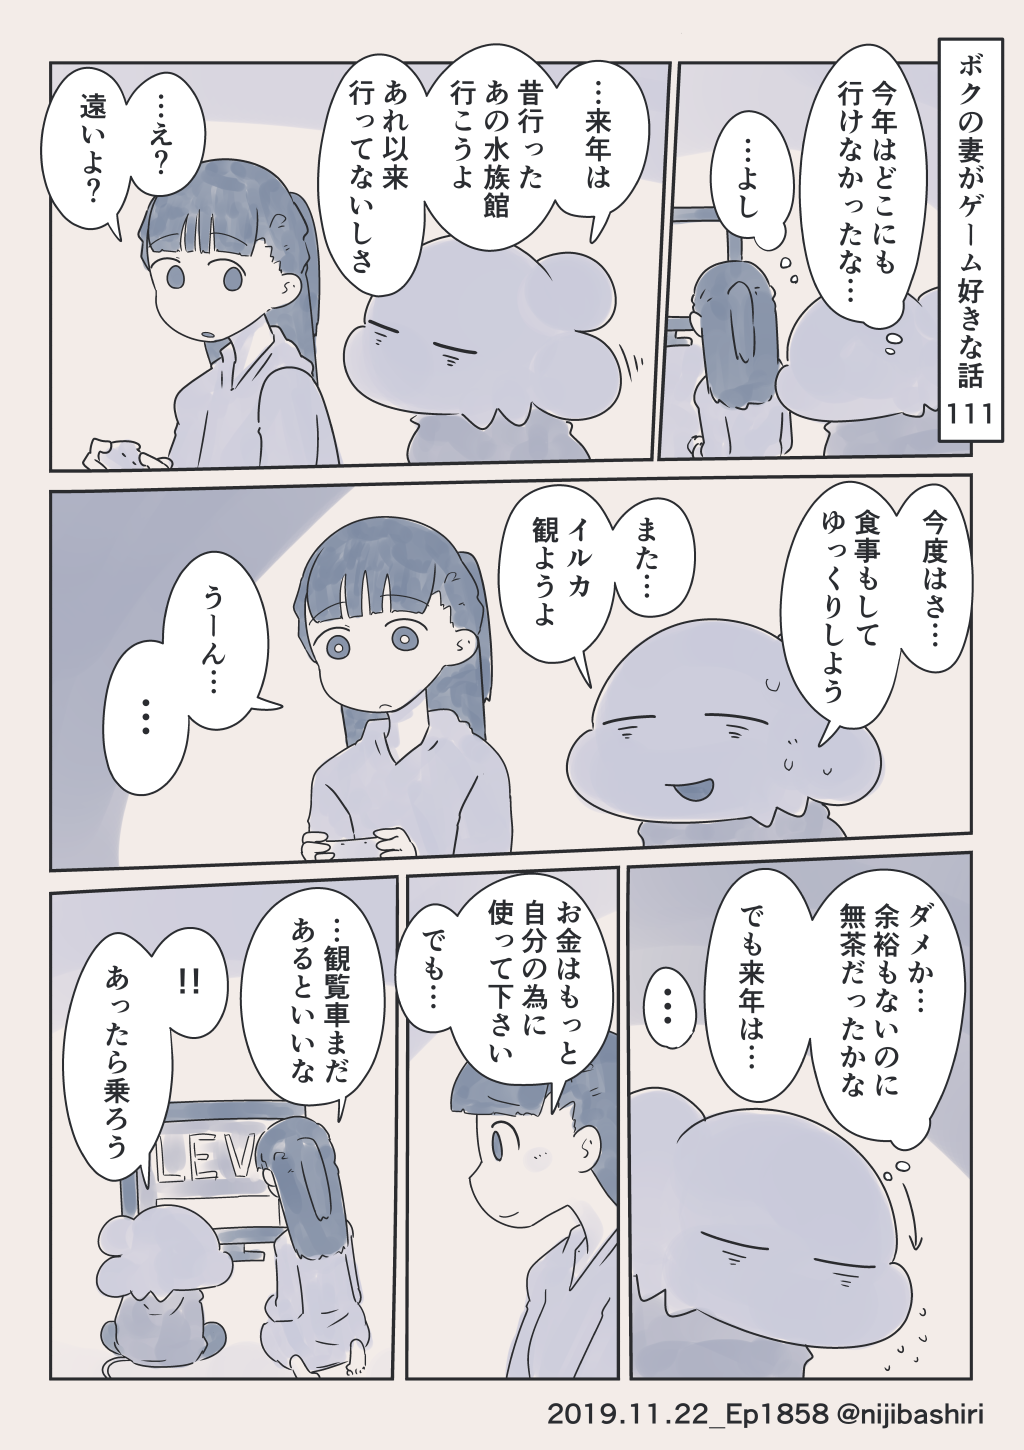 ボクの妻がゲーム好きな話
111
今年はどこにも
行けなかったな…
…よし
…来年は
昔行った
あの水族館
行こうよ
あれ以来
行ってないしさ
…え?
遠いよ?
今度はさ…
食事もして
ゆっくりしよう
また…
イルカ
観ようよ
うーん…
…
ダメか…
余裕もないのに
無茶だったかな
でも来年は…
…
お金はもっと
自分の為に
使って下さい
でも…
…観覧車まだ
あるといいな
!!
あったら乗ろう
LEV
2019.11.22_Ep1858 @nijibashiri